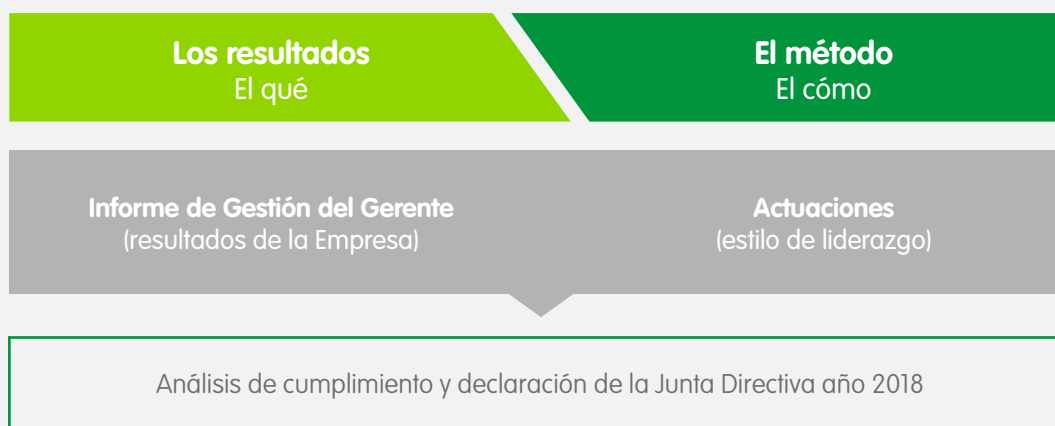 Los resultados
El qué
El método
El cómo
Informe de Gestión del Gerente
(resultados de la Empresa)
Actuaciones
(estilo de liderazgo)
Análisis de cumplimiento y declaración de la Junta Directiva año 2018